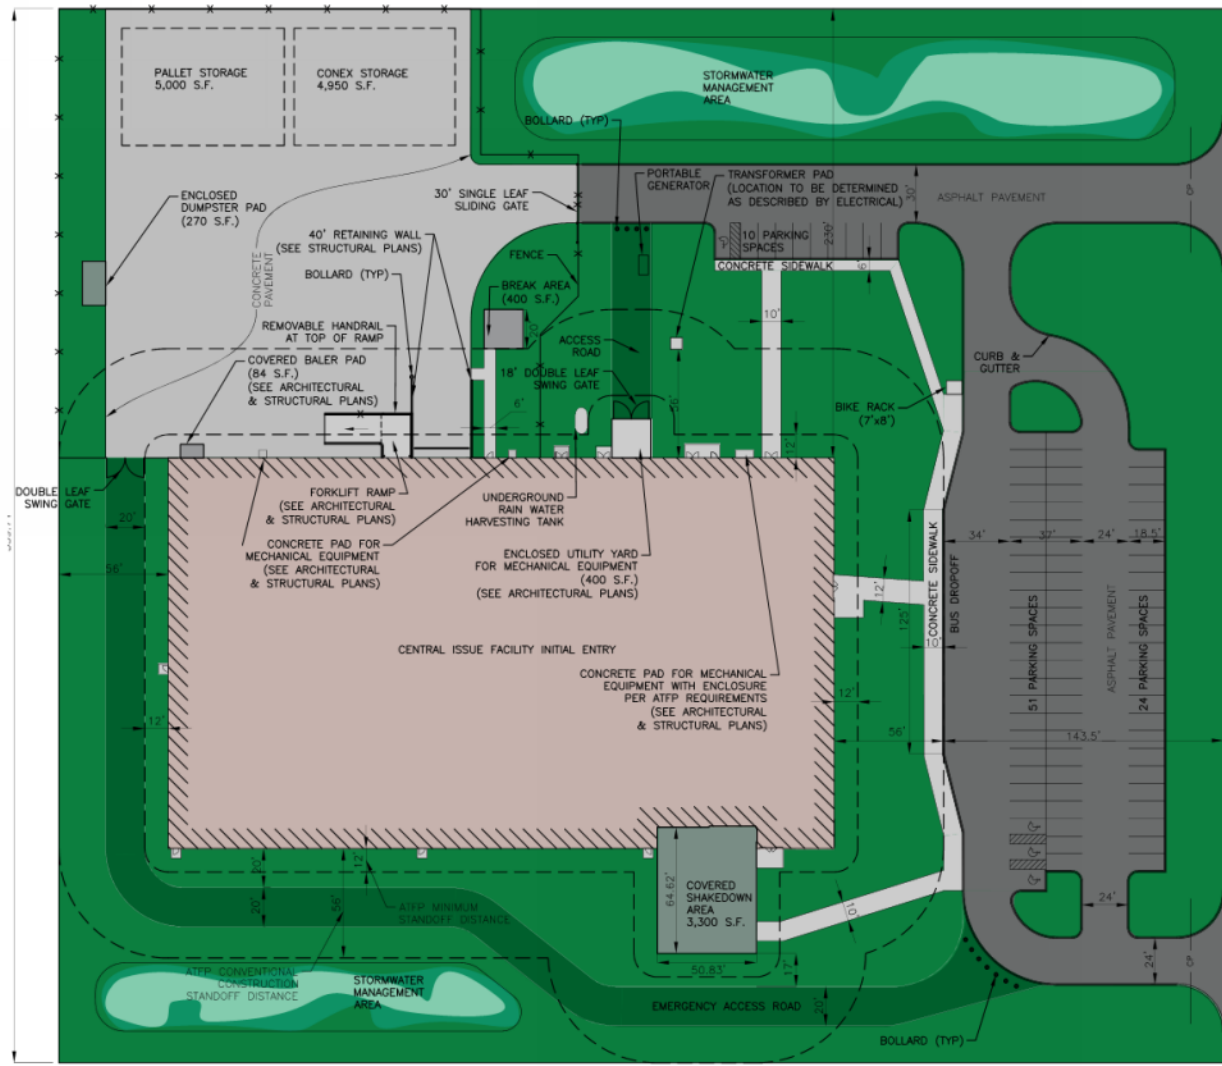 PALLET STORAGE
5,000 S.F.
CONEX STORAGE
4,950 S.F.
STORMWATER
MANAGEMENT
AREA
BOLLARD (TYP)
ENCLOSED
DUMPSTER PAD
(270 S.F.)
30' SINGLE LEAF
SLIDING GATE
PORTABLE
GENERATOR
TRANSFORMER PAD
(LOCATION TO BE DETERMINED
AS DESCRIBED BY ELECTRICAL)
30'
ASPHALT PAVEMENT
230'
10 PARKING
SPACES
CONCRETE SIDEWALK
6'
40' RETAINING WALL
(SEE STRUCTURAL PLANS)
BOLLARD (TYP)
CONCRETE
PAVEMENT
FENCE
BREAK AREA
(400 S.F.)
20'
10'
REMOVABLE HANDRAIL
AT TOP OF RAMP
COVERED BALER PAD
(84 S.F.)
(SEE ARCHITECTURAL
& STRUCTURAL PLANS)
ACCESS
ROAD
18' DOUBLE LEAF
SWING GATE
6'
56'
12'
CURB &
GUTTER
BIKE RACK
(7'x8')
DOUBLE LEAF
SWING GATE
20'
56'
FORKLIFT RAMP
(SEE ARCHITECTURAL
& STRUCTURAL PLANS)
CONCRETE PAD FOR
MECHANICAL EQUIPMENT
(SEE ARCHITECTURAL
& STRUCTURAL PLANS)
UNDERGROUND
RAIN WATER
HARVESTING TANK
ENCLOSED UTILITY YARD
FOR MECHANICAL EQUIPMENT
(400 S.F.)
(SEE ARCHITECTURAL PLANS)
34'
37'
24'
18.5'
12'
125'
CONCRETE SIDEWALK
10'
BUS DROPOFF
51 PARKING SPACES
ASPHALT PAVEMENT
24 PARKING SPACES
CENTRAL ISSUE FACILITY INITIAL ENTRY
CONCRETE PAD FOR MECHANICAL
EQUIPMENT WITH ENCLOSURE
PER ATFP REQUIREMENTS
(SEE ARCHITECTURAL
& STRUCTURAL PLANS)
12'
12'
56'
143.5'
20'
12'
20'
56'
ATFP MINIMUM
STANDOFF DISTANCE
64.62'
COVERED
SHAKEDOWN
AREA
3,300 S.F.
50.83'
10'
17'
24'
24'
ATFP CONVENTIONAL
CONSTRUCTION
STANDOFF DISTANCE
STORMWATER
MANAGEMENT
AREA
EMERGENCY ACCESS ROAD
20'
BOLLARD (TYP)